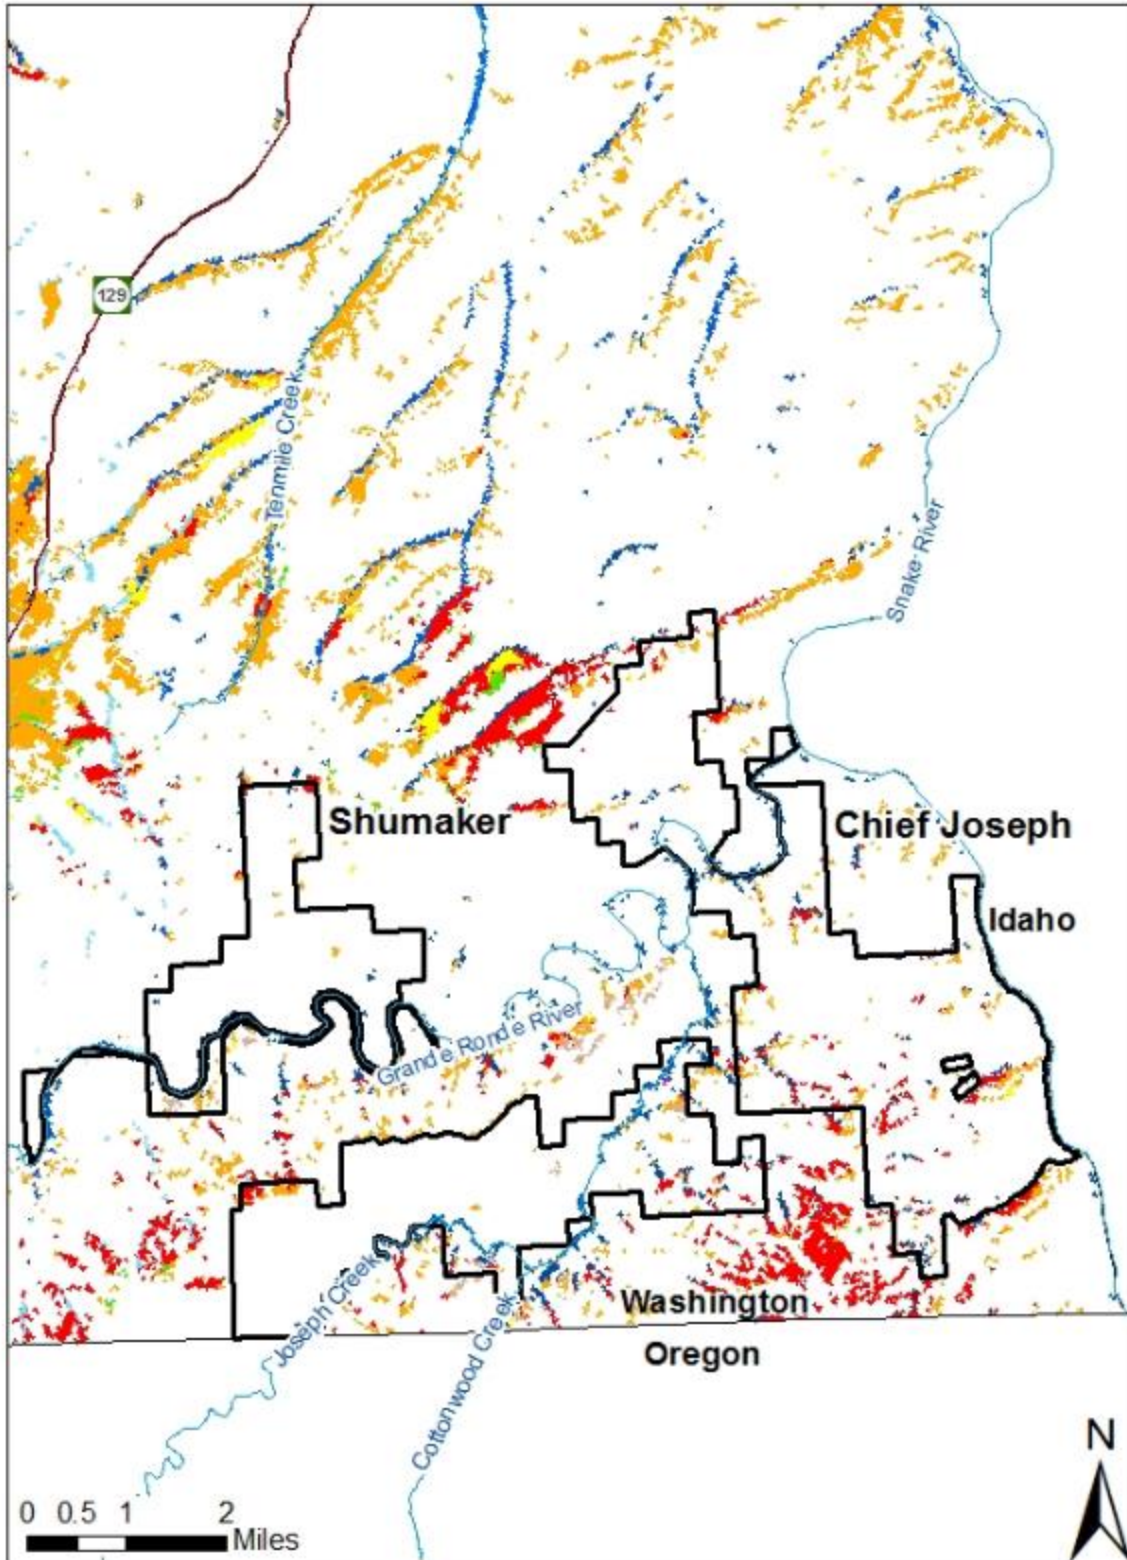 129
Tenmile Creek
Snake River
Shumaker
Chief Joseph
Idaho
Grande Ronde River
Joseph Creek
Cottonwood Creek
Washington
Oregon
N
0 0.5 1 2
Miles